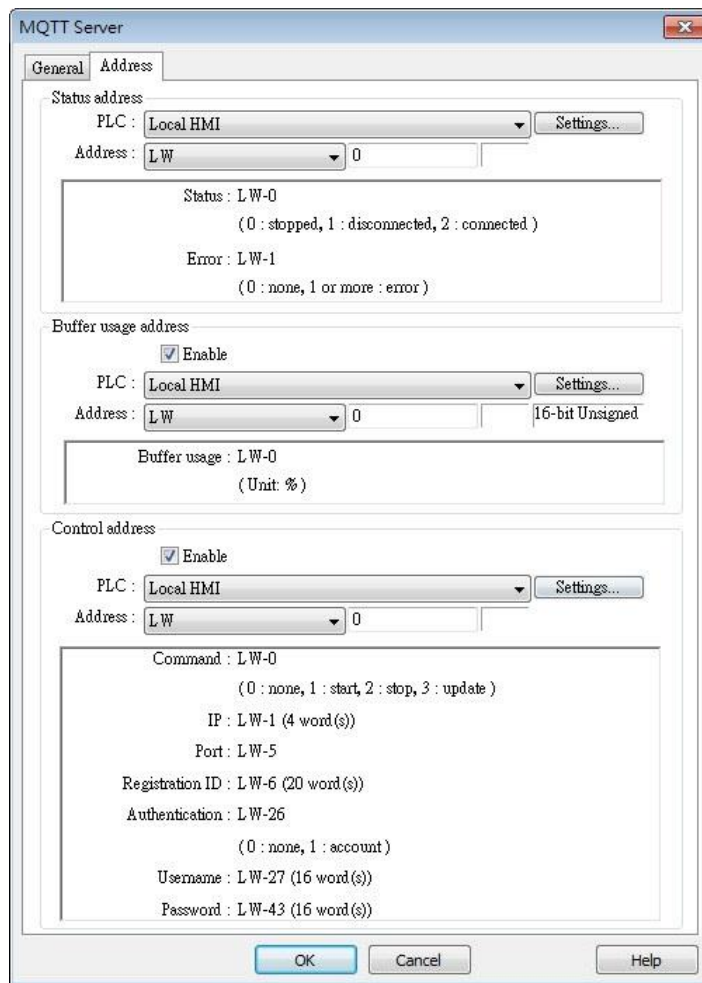 MQTT Server
General Address
Status address
PLC : Local HMI Settings...
Address : LW 0
Status : LW-0
( 0 : stopped, 1 : disconnected, 2 : connected )
Error : LW-1
( 0 : none, 1 or more : error )
Buffer usage address
Enable
PLC : Local HMI Settings...
Address : LW 0 16-bit Unsigned
Buffer usage : LW-0
( Unit: % )
Control address
Enable
PLC : Local HMI Settings...
Address : LW 0
Command : LW-0
( 0 : none, 1 : start, 2 : stop, 3 : update )
IP : LW-1 (4 word(s))
Port : LW-5
Registration ID : LW-6 (20 word(s))
Authentication : LW-26
( 0 : none, 1 : account )
Username : LW-27 (16 word(s))
Password : LW-43 (16 word(s))
OK Cancel Help